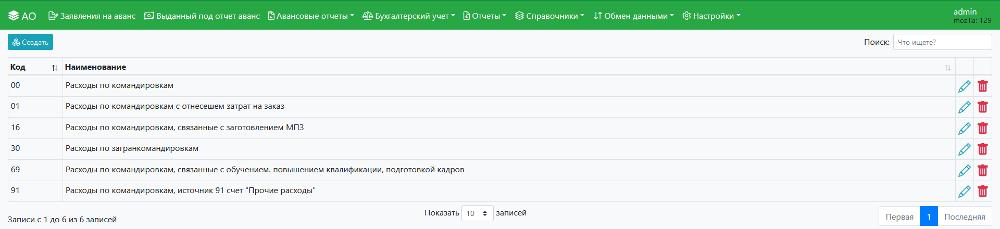 АО Заявления на аванс Выданный под отчет аванс Авансовые отчеты Бухгалтерский учет Отчеты Справочники Обмен данными Настройки admin
mozilla: 129
Создать Поиск: Что ищете?
Код Наименование
00 Расходы по командировкам
01 Расходы по командировкам с отнесешем затрат на заказ
16 Расходы по командировкам, связанные с заготовлением МПЗ
30 Расходы по загранкомандировкам
69 Расходы по командировкам, связанные с обучением. повышением квалификации, подготовкой кадров
91 Расходы по командировкам, источник 91 счет "Прочие расходы"
Записи с 1 до 6 из 6 записей Показать 10 записей Первая 1 Последняя